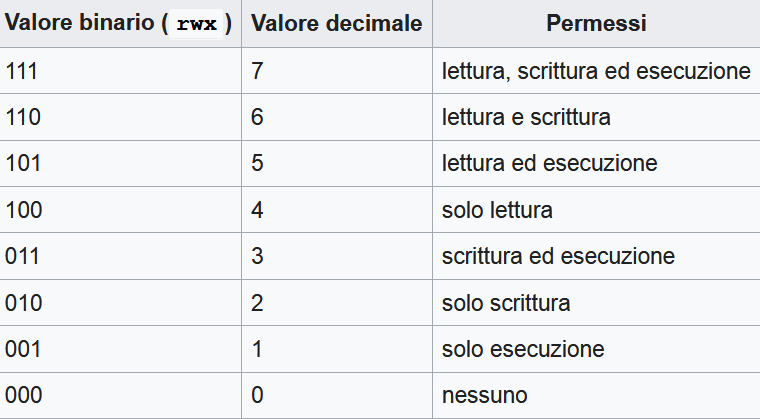 Valore binario (rwx) Valore decimale Permessi
111 7 lettura, scrittura ed esecuzione
110 6 lettura e scrittura
101 5 lettura ed esecuzione
100 4 solo lettura
011 3 scrittura ed esecuzione
010 2 solo scrittura
001 1 solo esecuzione
000 0 nessuno